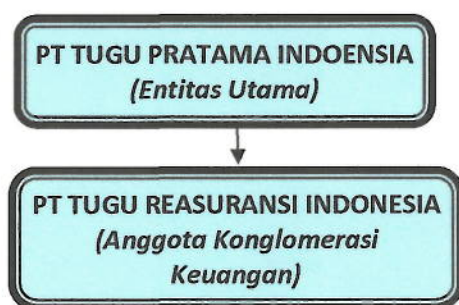 PT TUGU PRATAMA INDOENSIA
(Entitas Utama)
PT TUGU REASURANSI INDONESIA
(Anggota Konglomerasi
Keuangan)